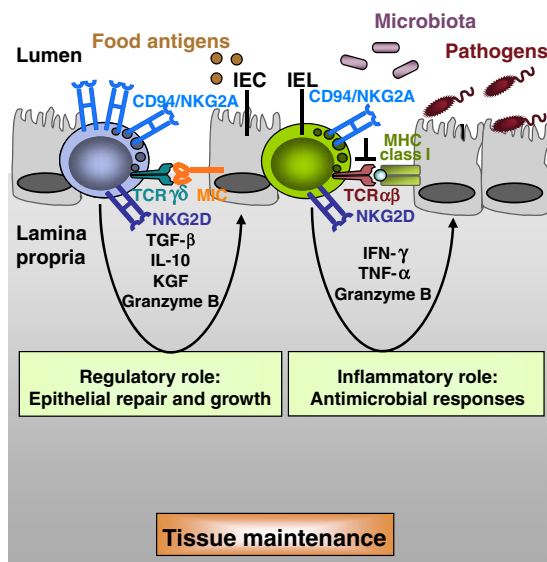 Microbiota
Food antigens
Lumen
Pathogens
IEC
IEL
CD94/NKG2A
CD94/NKG2A
MHC
class I
TCRγδ
MIC
TCRαβ
NKG2D
NKG2D
Lamina
propria
TGF-β
IL-10
KGF
Granzyme B
IFN-γ
TNF-α
Granzyme B
Regulatory role:
Epithelial repair and growth
Inflammatory role:
Antimicrobial responses
Tissue maintenance